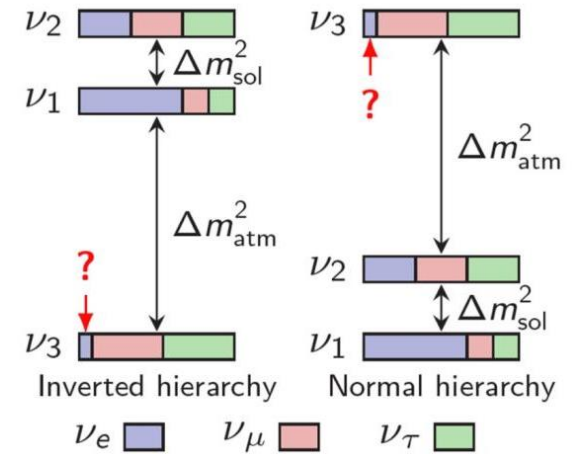 ν₂
Δm²sol
ν₁
Δm²atm
?
ν₃
Inverted hierarchy
ν₃
?
Δm²atm
ν₂
Δm²sol
ν₁
Normal hierarchy
νₑ νμ ντ